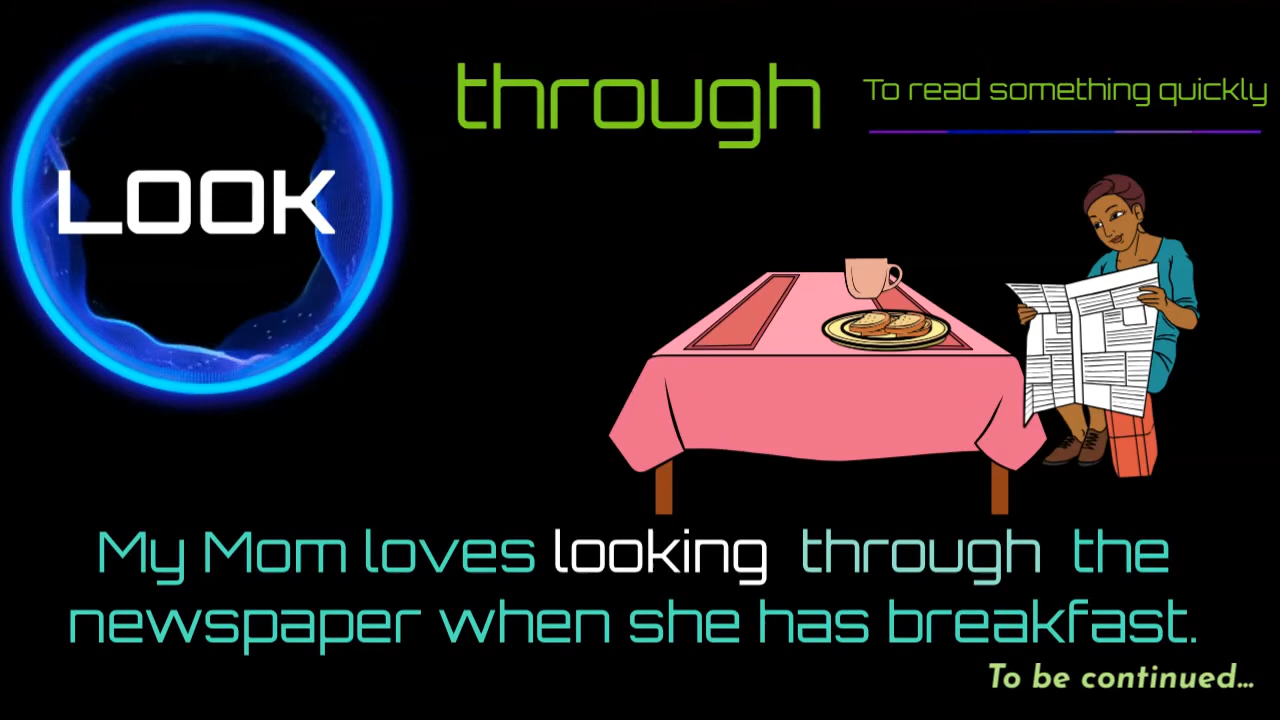 LOOK
through
To read something quickly
My Mom loves looking through the
newspaper when she has breakfast.
To be continued...